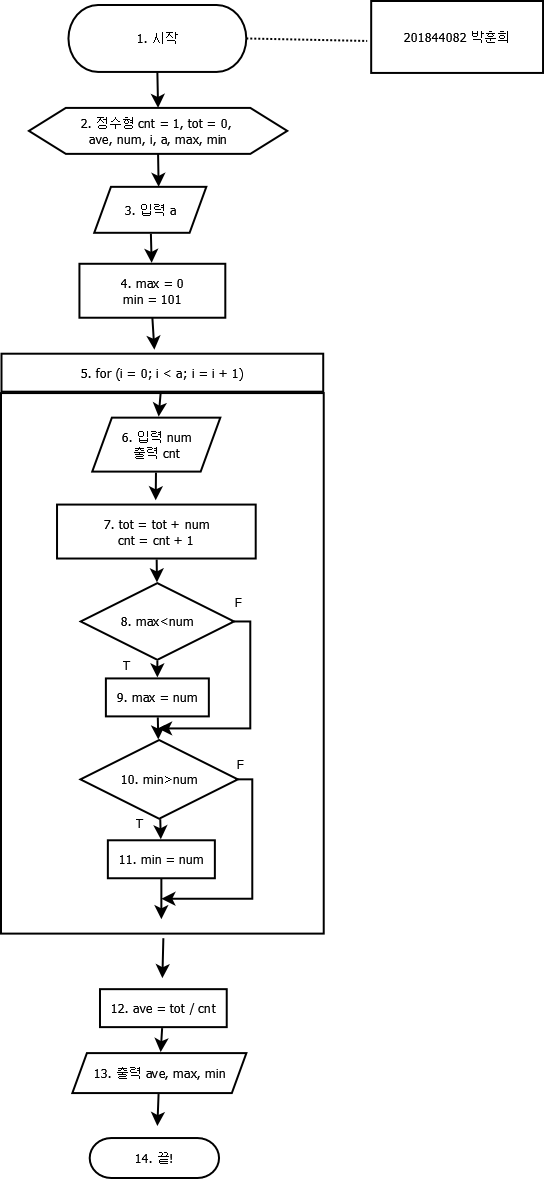 1. 시작
201844082 박훈희
2. 정수형 cnt = 1, tot = 0,
ave, num, i, a, max, min
3. 입력 a
4. max = 0
min = 101
5. for (i = 0; i < a; i = i + 1)
6. 입력 num
출력 cnt
7. tot = tot + num
cnt = cnt + 1
8. max<num
F
T
9. max = num
10. min>num
F
T
11. min = num
12. ave = tot / cnt
13. 출력 ave, max, min
14. 끝!